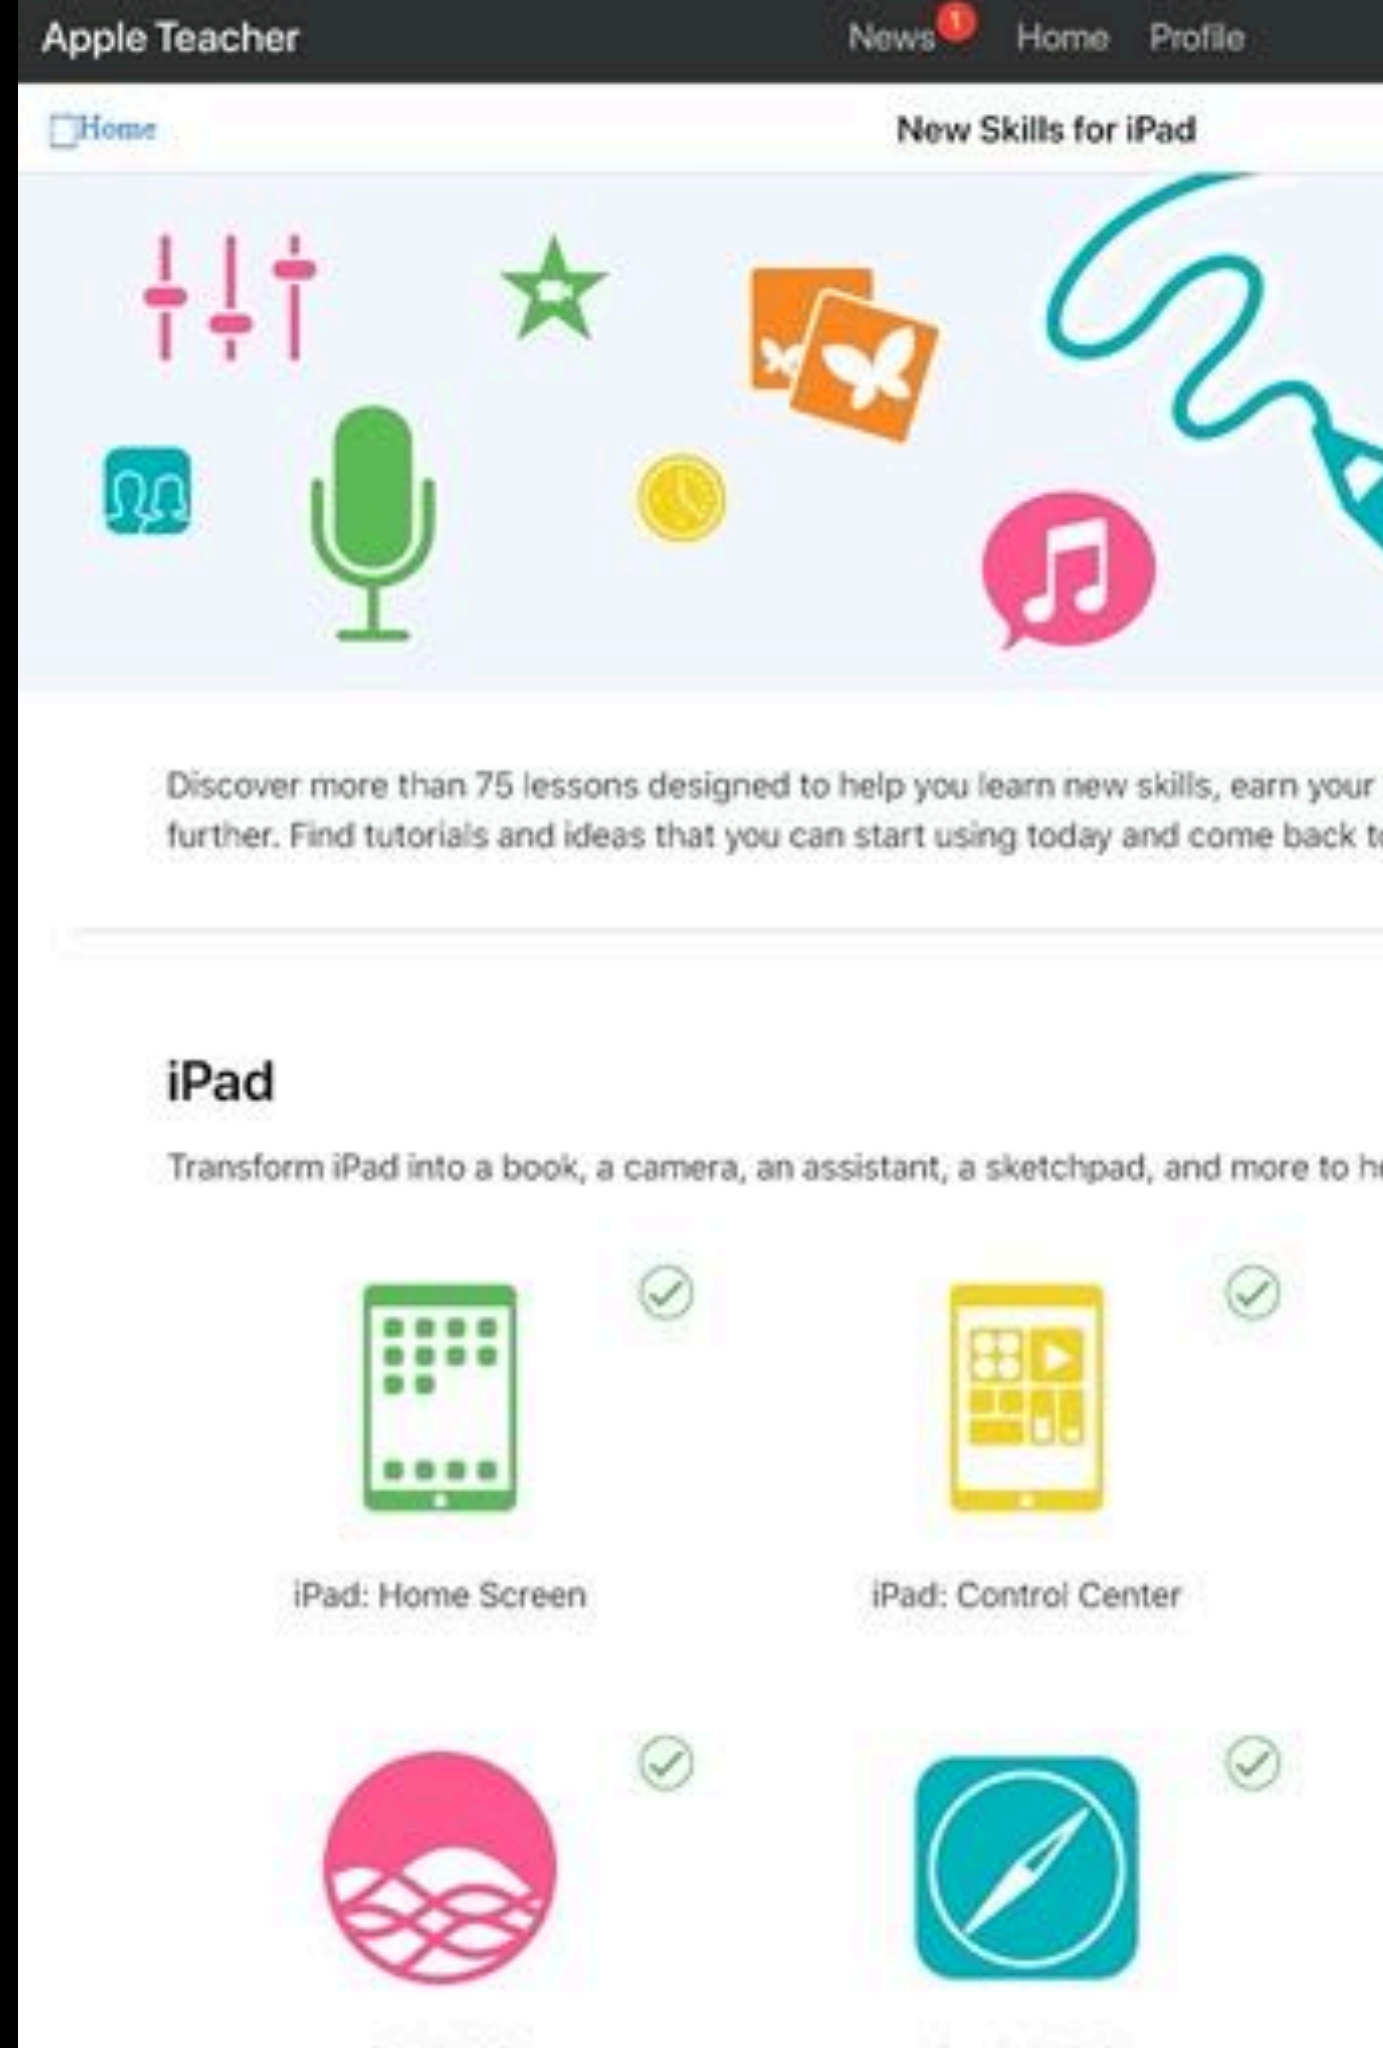 Apple Teacher
News 1 Home Profile
Home
New Skills for iPad
Discover more than 75 lessons designed to help you learn new skills, earn your
further. Find tutorials and ideas that you can start using today and come back
iPad
Transform iPad into a book, a camera, an assistant, a sketchpad, and more to
iPad: Home Screen
iPad: Control Center